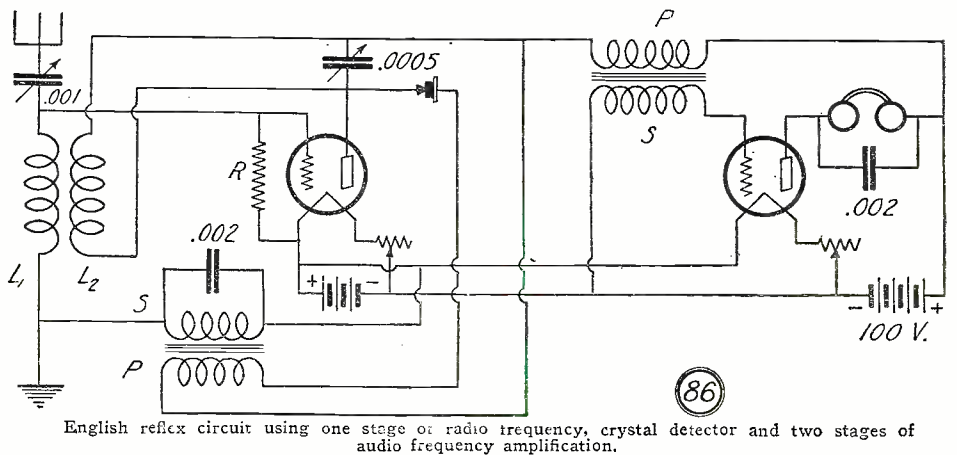 P
.0005
.001
S
R
.002
.002
L₁
L₂
+ -
S
- +
100 V.
P
86
English reflex circuit using one stage of radio frequency, crystal detector and two stages of
audio frequency amplification.